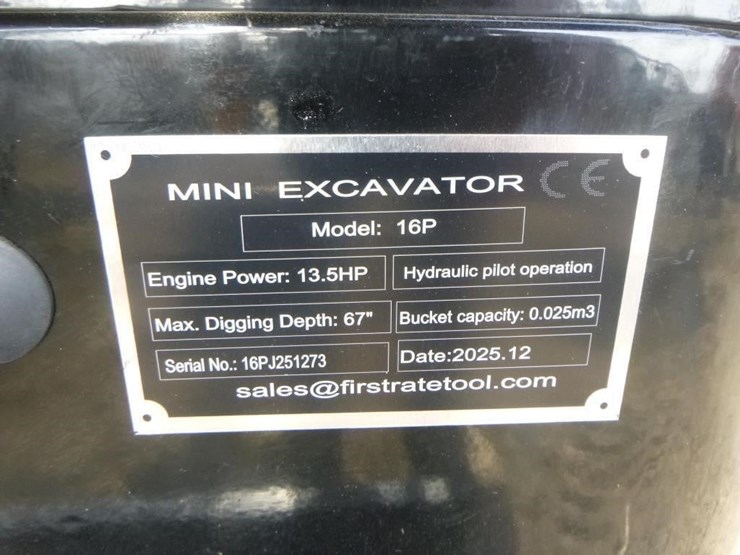 MINI EXCAVATOR CE
Model: 16P
Engine Power: 13.5HP
Hydraulic pilot operation
Max. Digging Depth: 67"
Bucket capacity: 0.025m3
Serial No.: 16PJ251273
Date:2025.12
sales@firstratetool.com